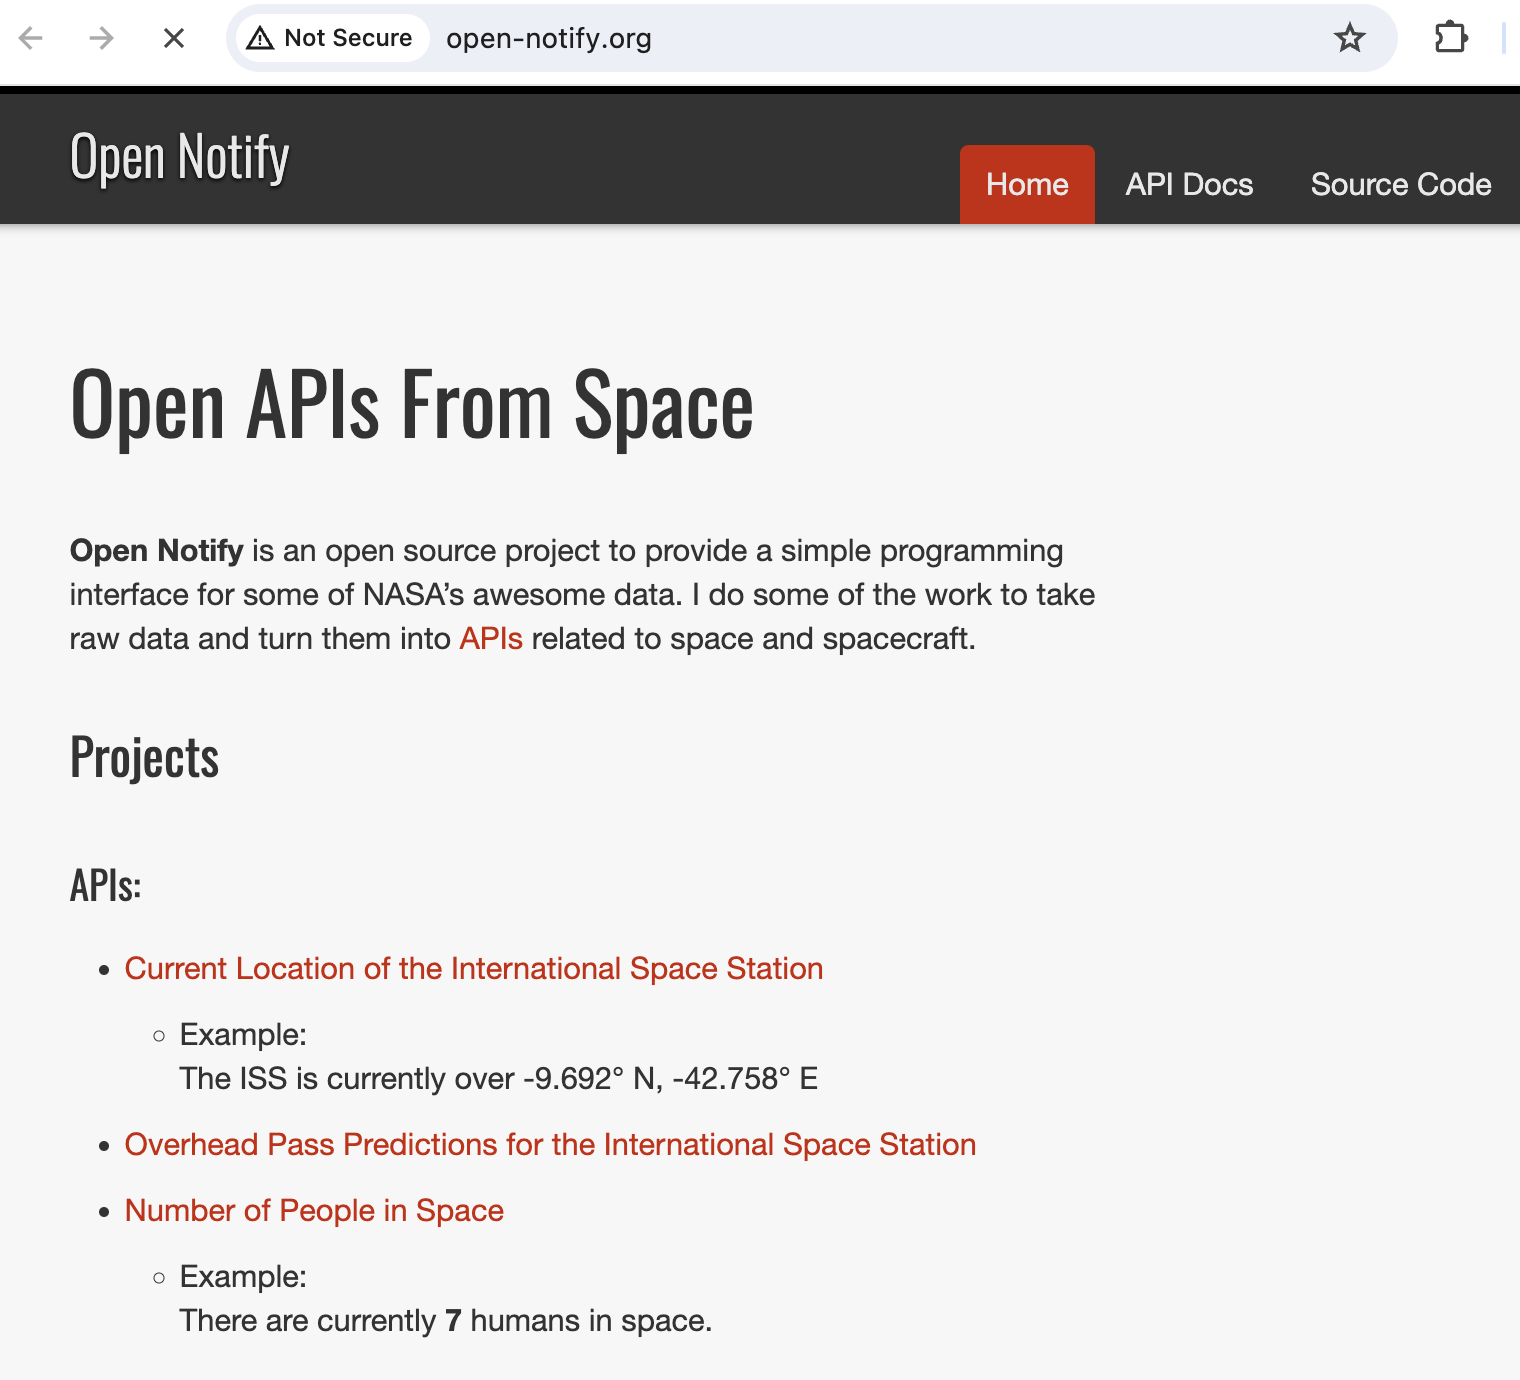 Not Secure open-notify.org
Open Notify
Home API Docs Source Code
Open APIs From Space
Open Notify is an open source project to provide a simple programming
interface for some of NASA’s awesome data. I do some of the work to take
raw data and turn them into APIs related to space and spacecraft.
Projects
APIs:
Current Location of the International Space Station
Example:
The ISS is currently over -9.692° N, -42.758° E
Overhead Pass Predictions for the International Space Station
Number of People in Space
Example:
There are currently 7 humans in space.